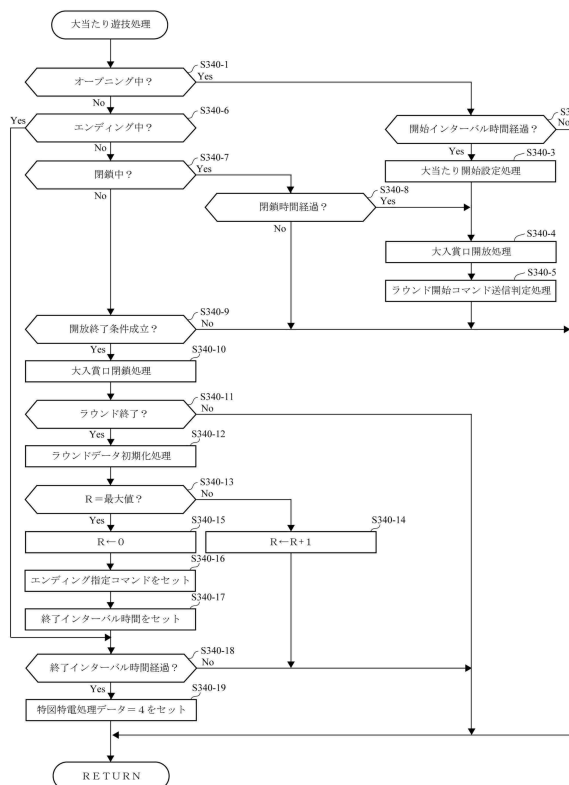 大当たり遊技処理
S340-1
オープニング中？
Yes
No
S340-6
エンディング中？
Yes
No
開始インターバル時間経過？
No
Yes
S340-3
大当たり開始設定処理
S340-7
閉鎖中？
Yes
No
S340-8
閉鎖時間経過？
Yes
No
S340-4
大入賞口開放処理
S340-5
ラウンド開始コマンド送信判定処理
S340-9
開放終了条件成立？
No
Yes
S340-10
大入賞口閉鎖処理
S340-11
ラウンド終了？
No
Yes
S340-12
ラウンドデータ初期化処理
S340-13
R＝最大値？
No
Yes
S340-15
R←0
S340-14
R←R+1
S340-16
エンディング指定コマンドをセット
S340-17
終了インターバル時間をセット
S340-18
終了インターバル時間経過？
No
Yes
S340-19
特図特電処理データ＝４をセット
RETURN